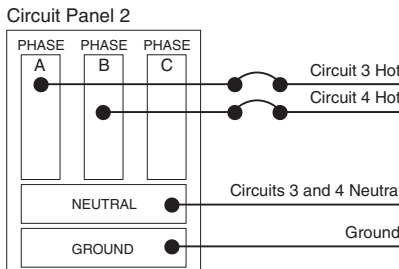 Circuit Panel 2
PHASE PHASE PHASE
A B C
Circuit 3 Hot
Circuit 4 Hot
NEUTRAL
Circuits 3 and 4 Neutra
GROUND
Ground